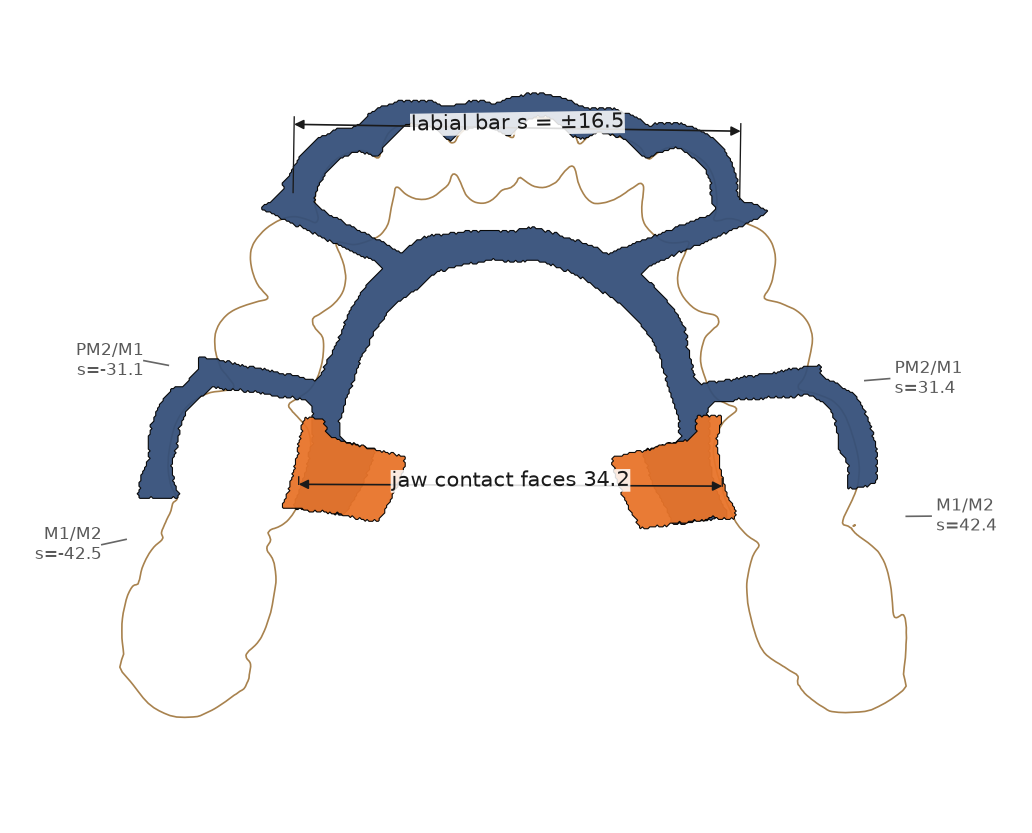 labial bar s = ±16.5
PM2/M1
s=-31.1
PM2/M1
s=31.4
jaw contact faces 34.2
M1/M2
s=-42.5
M1/M2
s=42.4